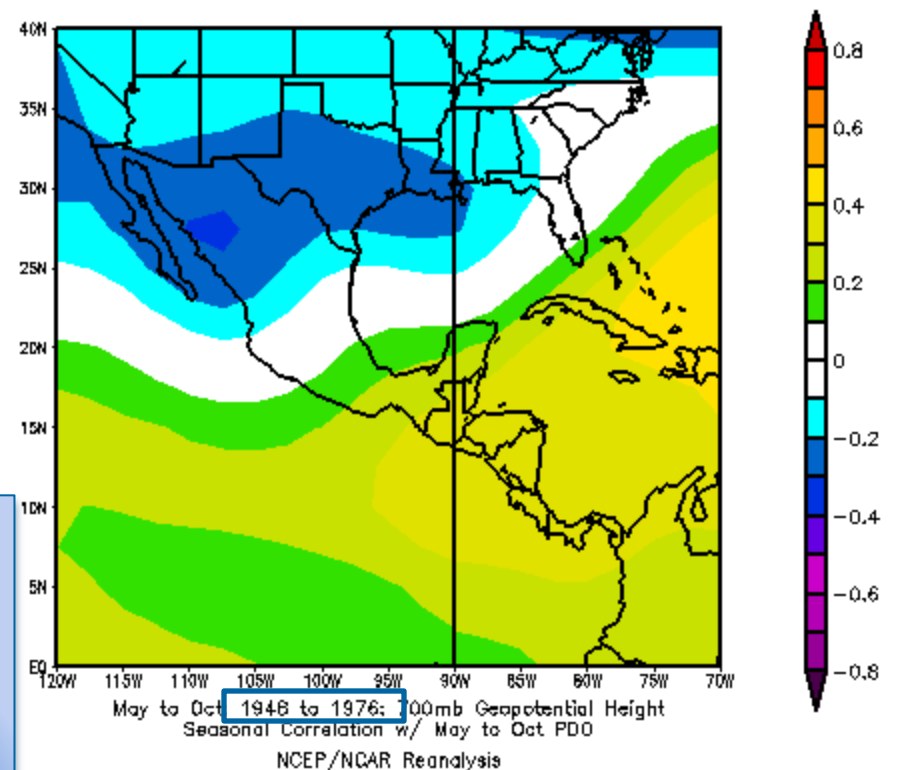 40N
35N
30N
25N
20N
15N
10N
5N
EQ
120W 115W 110W 105W 100W 95W 90W 85W 80W 75W 70W
0.8
0.6
0.4
0.2
0
-0.2
-0.4
-0.6
-0.8
May to Oct 1946 to 1976: 700mb Geopotential Height
Seasonal Correlation w/ May to Oct PDO
NCEP/NCAR Reanalysis